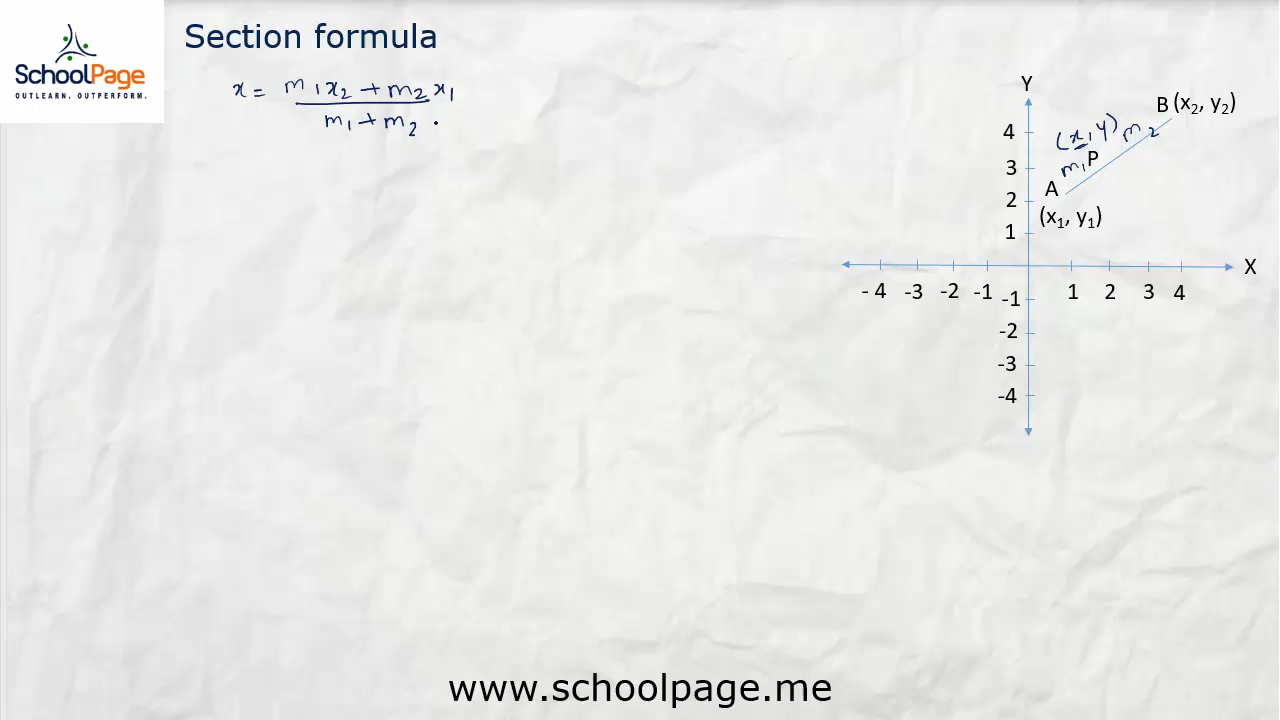 SchoolPage
OUTLEARN. OUTPERFORM.
Section formula
x = m₁x₂ + m₂x₁
m₁ + m₂ .
Y
B (x₂, y₂)
(x, y) m₂
4
m₁ P
3
A
2
(x₁, y₁)
1
X
- 4 -3 -2 -1 1 2 3 4
-1
-2
-3
-4
www.schoolpage.me